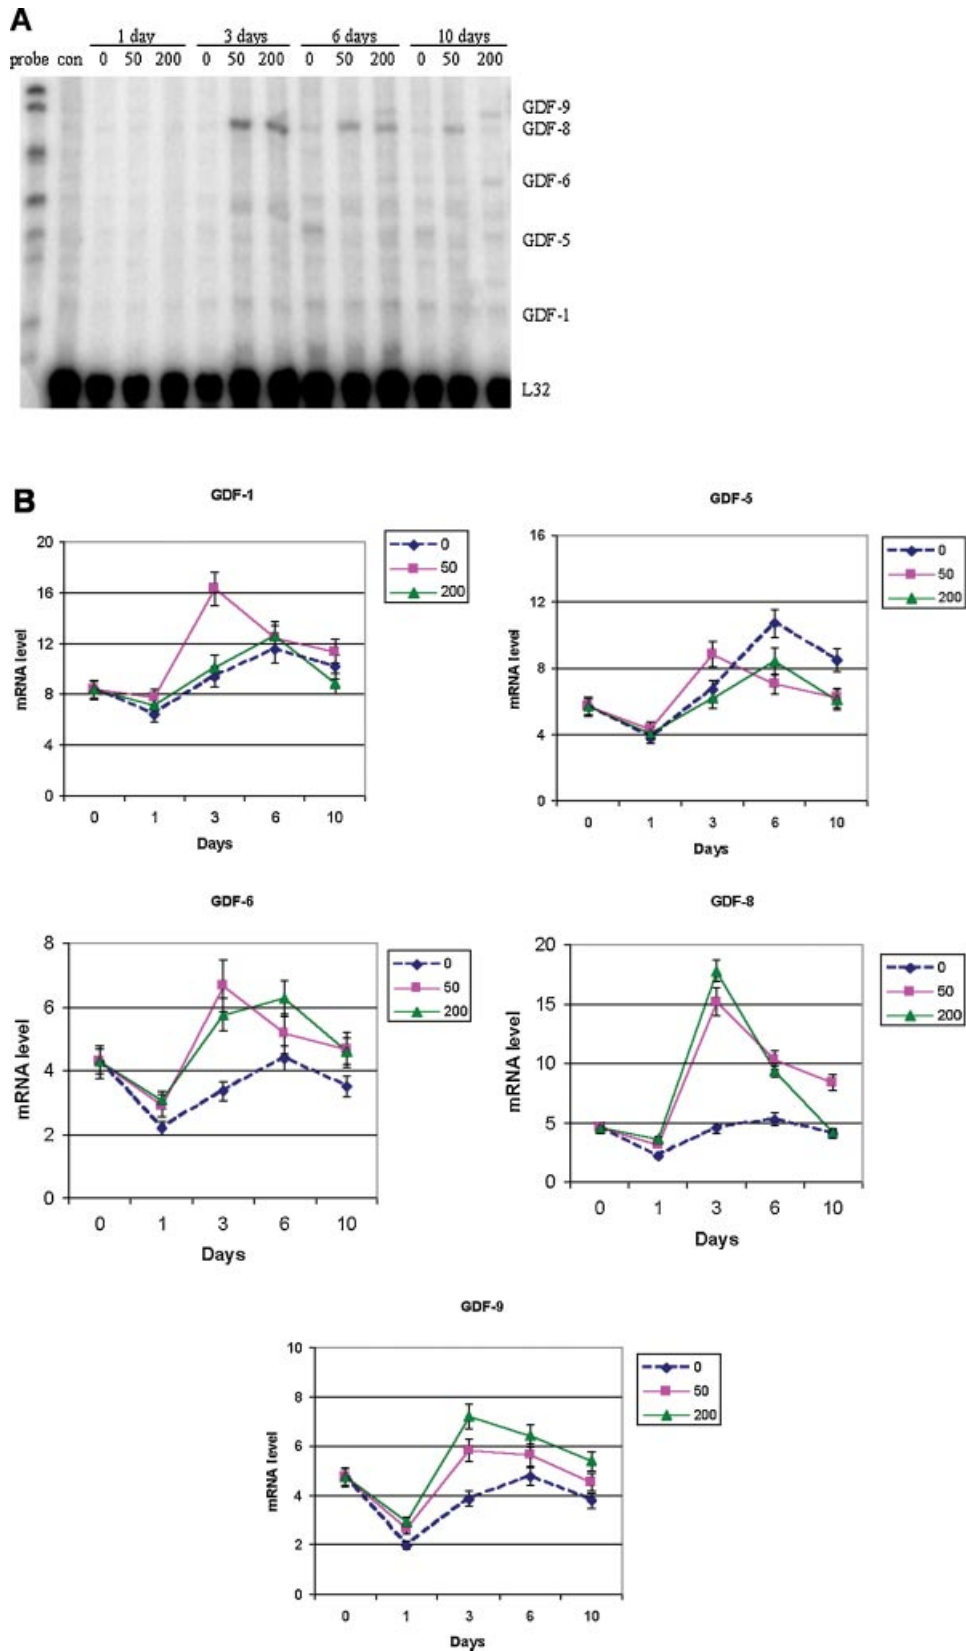 A
1 day 3 days 6 days 10 days
probe con 0 50 200 0 50 200 0 50 200 0 50 200
GDF-9
GDF-8
GDF-6
GDF-5
GDF-1
L32
B
GDF-1
mRNA level
20
16
12
8
4
0
0 1 3 6 10
Days
0
50
200
GDF-5
mRNA level
16
12
8
4
0
0 1 3 6 10
Days
0
50
200
GDF-6
mRNA level
8
6
4
2
0
0 1 3 6 10
Days
0
50
200
GDF-8
mRNA level
20
15
10
5
0
0 1 3 6 10
Days
0
50
200
GDF-9
mRNA level
10
8
6
4
2
0
0 1 3 6 10
Days
0
50
200